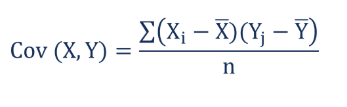 Cov (X, Y) = Σ(Xᵢ − X̅)(Yⱼ − Y̅) / n